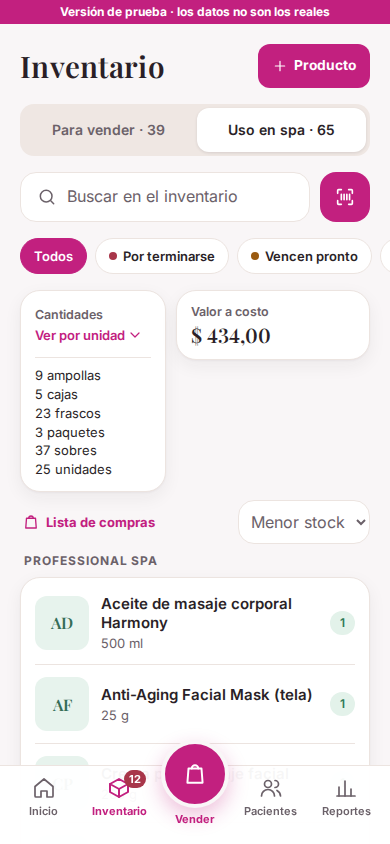 Versión de prueba · los datos no son los reales
Inventario
Producto
Para vender · 39
Uso en spa · 65
Buscar en el inventario
Todos
Por terminarse
Vencen pronto
Cantidades
Ver por unidad
9 ampollas
5 cajas
23 frascos
3 paquetes
37 sobres
25 unidades
Valor a costo
$ 434,00
Lista de compras
Menor stock
PROFESSIONAL SPA
AD
Aceite de masaje corporal
Harmony
500 ml
1
AF
Anti-Aging Facial Mask (tela)
25 g
1
Inicio
12
Inventario
Vender
Pacientes
Reportes